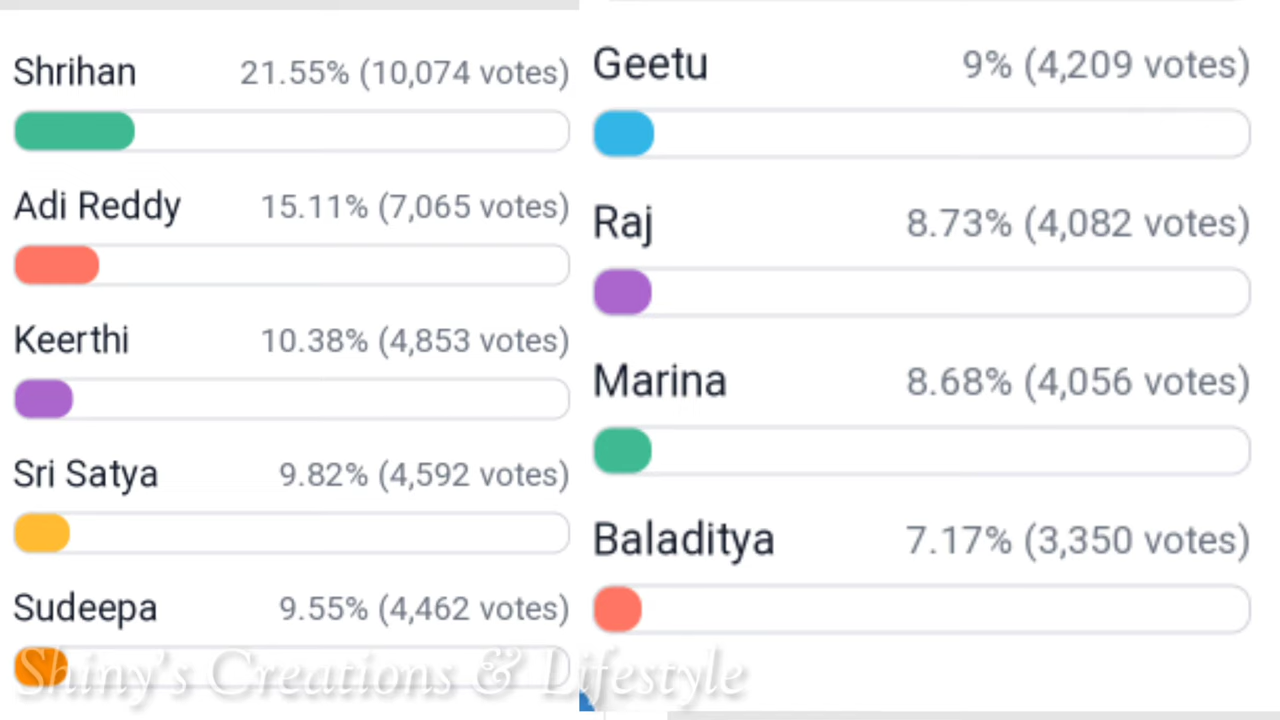 Shrihan 21.55% (10,074 votes)
Adi Reddy 15.11% (7,065 votes)
Keerthi 10.38% (4,853 votes)
Sri Satya 9.82% (4,592 votes)
Sudeepa 9.55% (4,462 votes)
Geetu 9% (4,209 votes)
Raj 8.73% (4,082 votes)
Marina 8.68% (4,056 votes)
Baladitya 7.17% (3,350 votes)
Shiny's Creations & Lifestyle